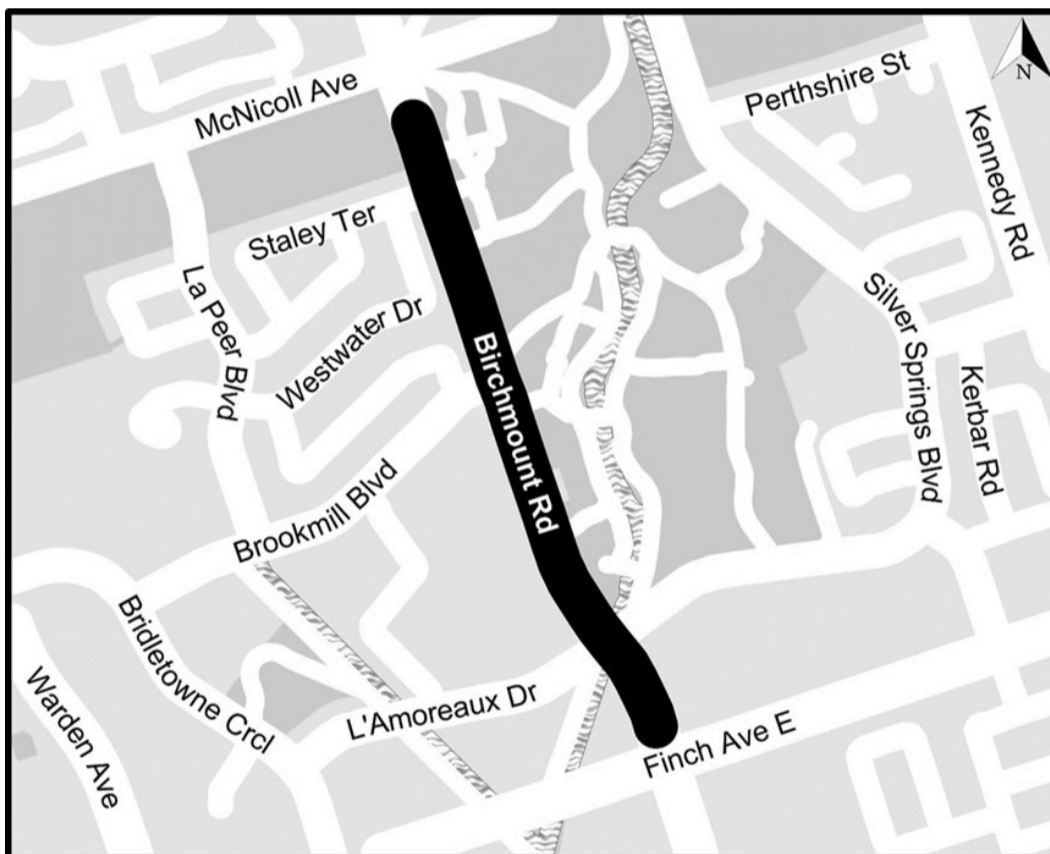 N
McNicoll Ave
Perthshire St
Kennedy Rd
Staley Ter
La Peer Blvd
Westwater Dr
Birchmount Rd
Silver Springs Blvd
Kerbar Rd
Brookmill Blvd
Bridletowne Crcl
Warden Ave
L'Amoreaux Dr
Finch Ave E